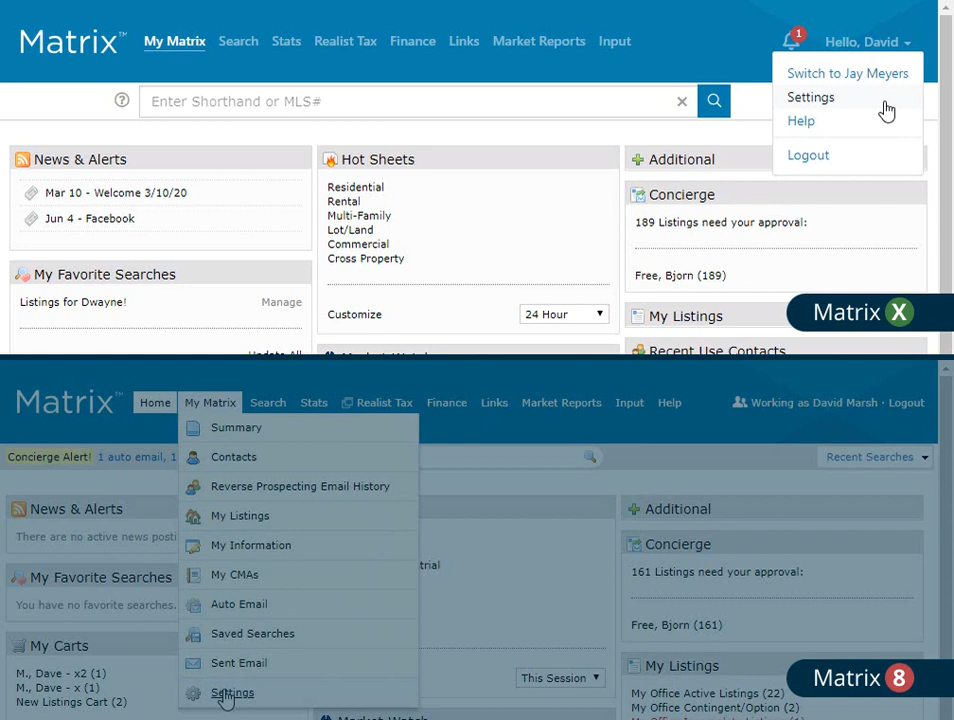 Matrix™ My Matrix Search Stats Realist Tax Finance Links Market Reports Input 1 Hello, David
Switch to Jay Meyers
Settings
Help
Logout
? Enter Shorthand or MLS#
News & Alerts
Mar 10 - Welcome 3/10/20
Jun 4 - Facebook
My Favorite Searches
Listings for Dwayne!
Manage
Update All
Hot Sheets
Residential
Rental
Multi-Family
Lot/Land
Commercial
Cross Property
Customize
24 Hour
Market Watch
Additional
Concierge
189 Listings need your approval:
Free, Bjorn (189)
My Listings
Recent Use Contacts
Matrix X
Matrix™ Home My Matrix Search Stats Realist Tax Finance Links Market Reports Input Help Working as David Marsh · Logout
Concierge Alert! 1 auto email, 1
Recent Searches
Summary
Contacts
Reverse Prospecting Email History
My Listings
My Information
My CMAs
Auto Email
Saved Searches
Sent Email
Settings
News & Alerts
There are no active news posti
My Favorite Searches
You have no favorite searches.
My Carts
M., Dave - x2 (1)
M., Dave - x (1)
New Listings Cart (2)
trial
This Session
Market Watch
Additional
Concierge
161 Listings need your approval:
Free, Bjorn (161)
My Listings
My Office Active Listings (22)
My Office Contingent/Option (2)
Matrix 8